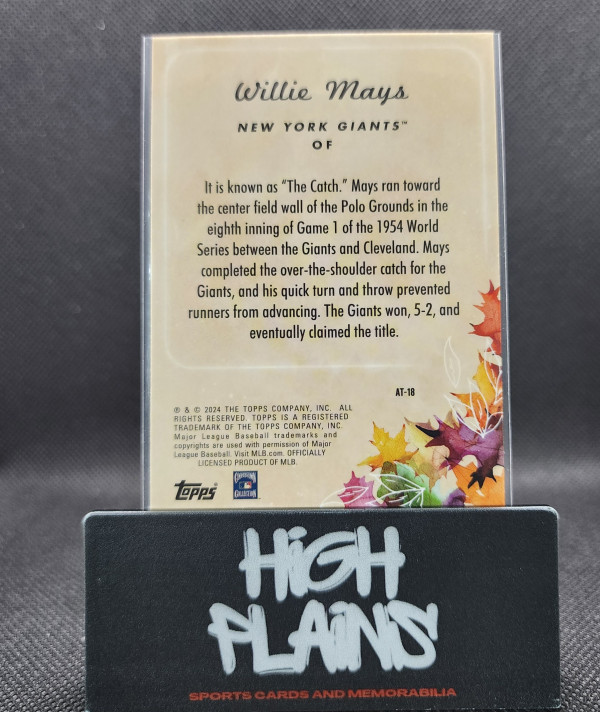 Willie Mays
NEW YORK GIANTS™
OF
It is known as “The Catch.” Mays ran toward
the center field wall of the Polo Grounds in the
eighth inning of Game 1 of the 1954 World
Series between the Giants and Cleveland. Mays
completed the over-the-shoulder catch for the
Giants, and his quick turn and throw prevented
runners from advancing. The Giants won, 5-2, and
eventually claimed the title.
AT-18
® & © 2024 THE TOPPS COMPANY, INC. ALL
RIGHTS RESERVED. TOPPS IS A REGISTERED
TRADEMARK OF THE TOPPS COMPANY, INC.
Major League Baseball trademarks and
copyrights are used with permission of Major
League Baseball. Visit MLB.com. OFFICIALLY
LICENSED PRODUCT OF MLB.
topps®
COOPERSTOWN
COLLECTION
HiGH
PLAiNS
SPORTS CARDS AND MEMORABILIA